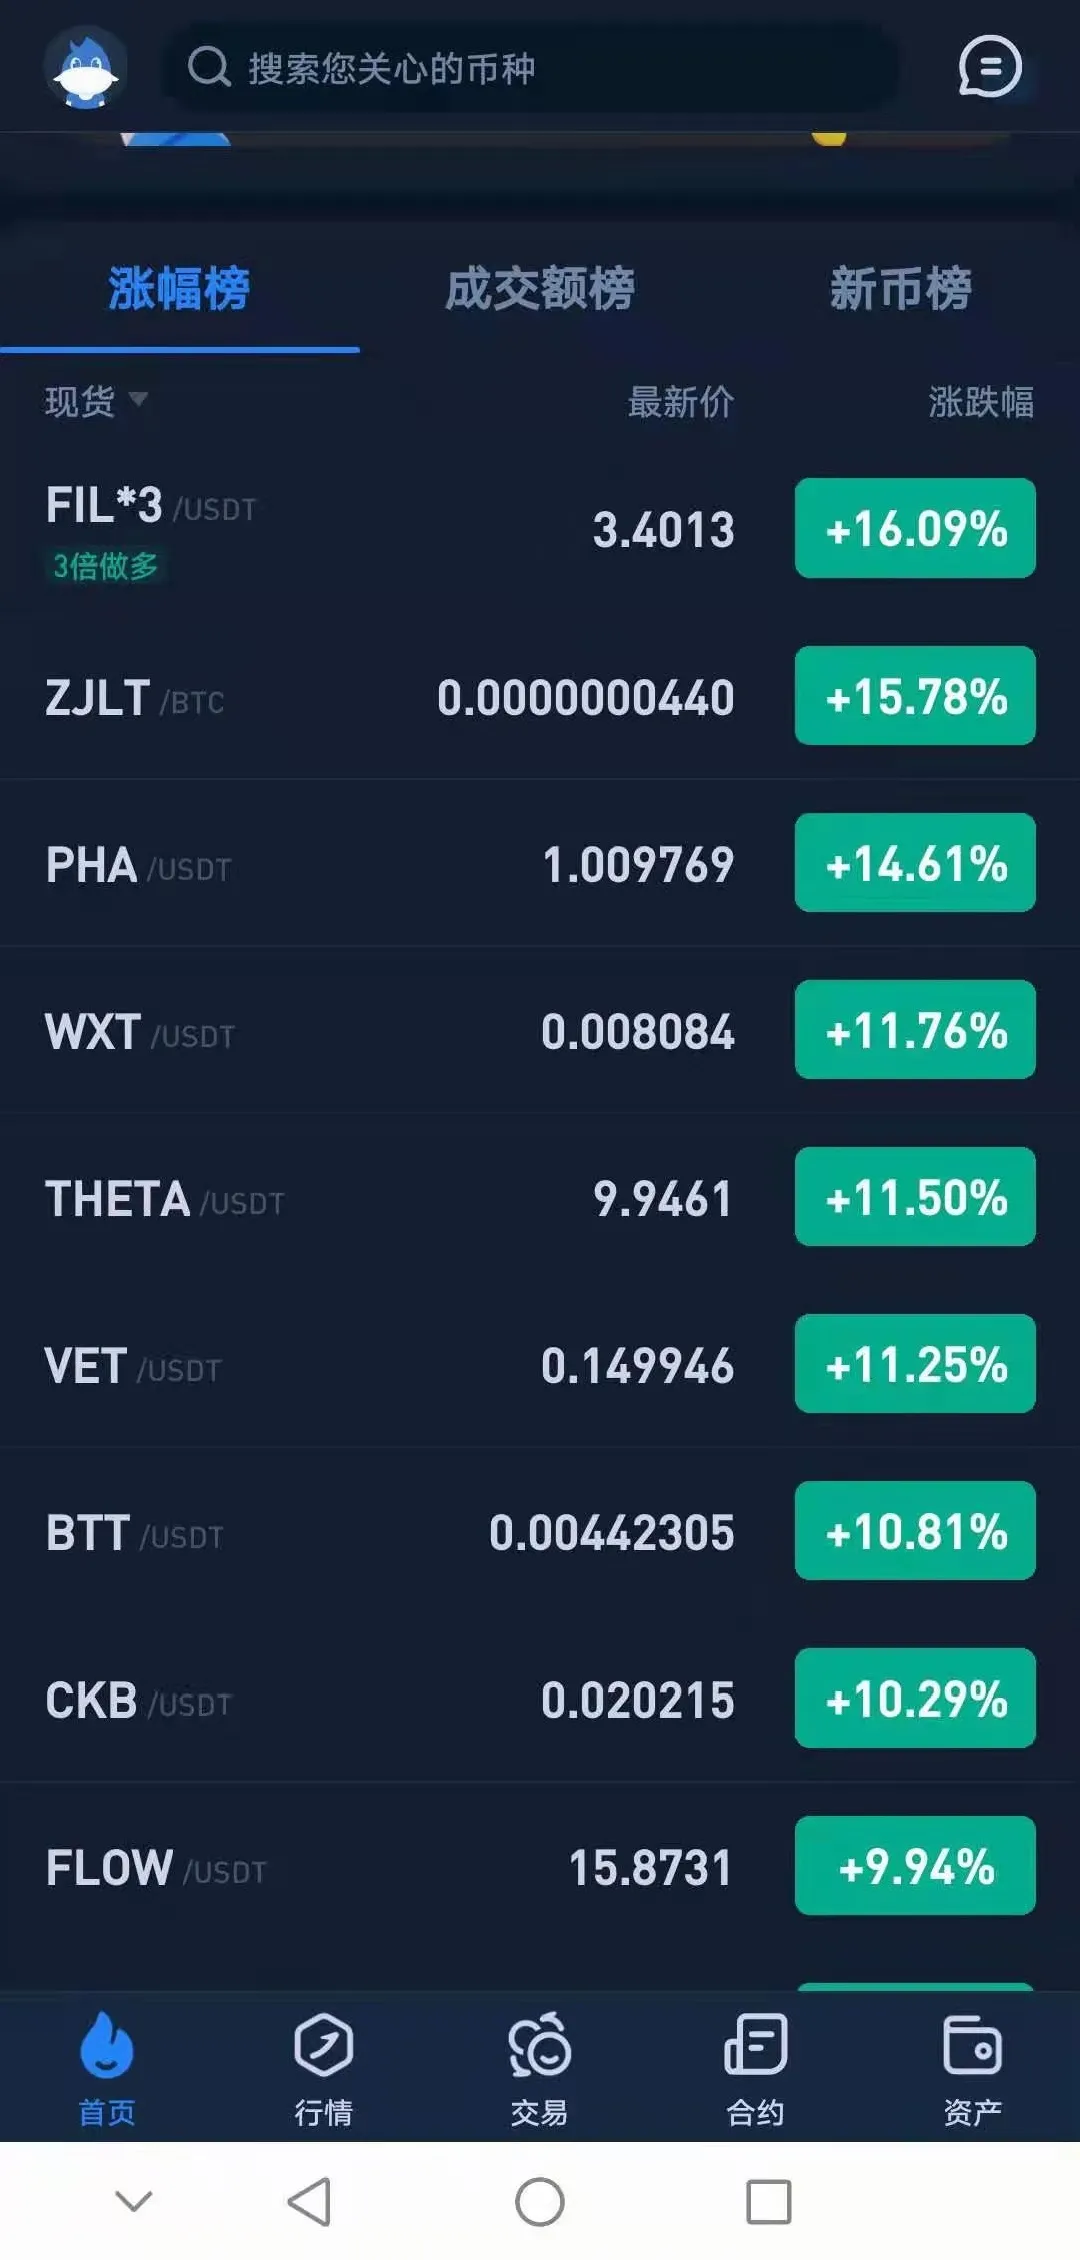 搜索您关心的币种
涨幅榜 成交额榜 新币榜
现货 最新价 涨跌幅
FIL*3 /USDT 3.4013 +16.09%
3倍做多
ZJLT /BTC 0.0000000440 +15.78%
PHA /USDT 1.009769 +14.61%
WXT /USDT 0.008084 +11.76%
THETA /USDT 9.9461 +11.50%
VET /USDT 0.149946 +11.25%
BTT /USDT 0.00442305 +10.81%
CKB /USDT 0.020215 +10.29%
FLOW /USDT 15.8731 +9.94%
首页 行情 交易 合约 资产